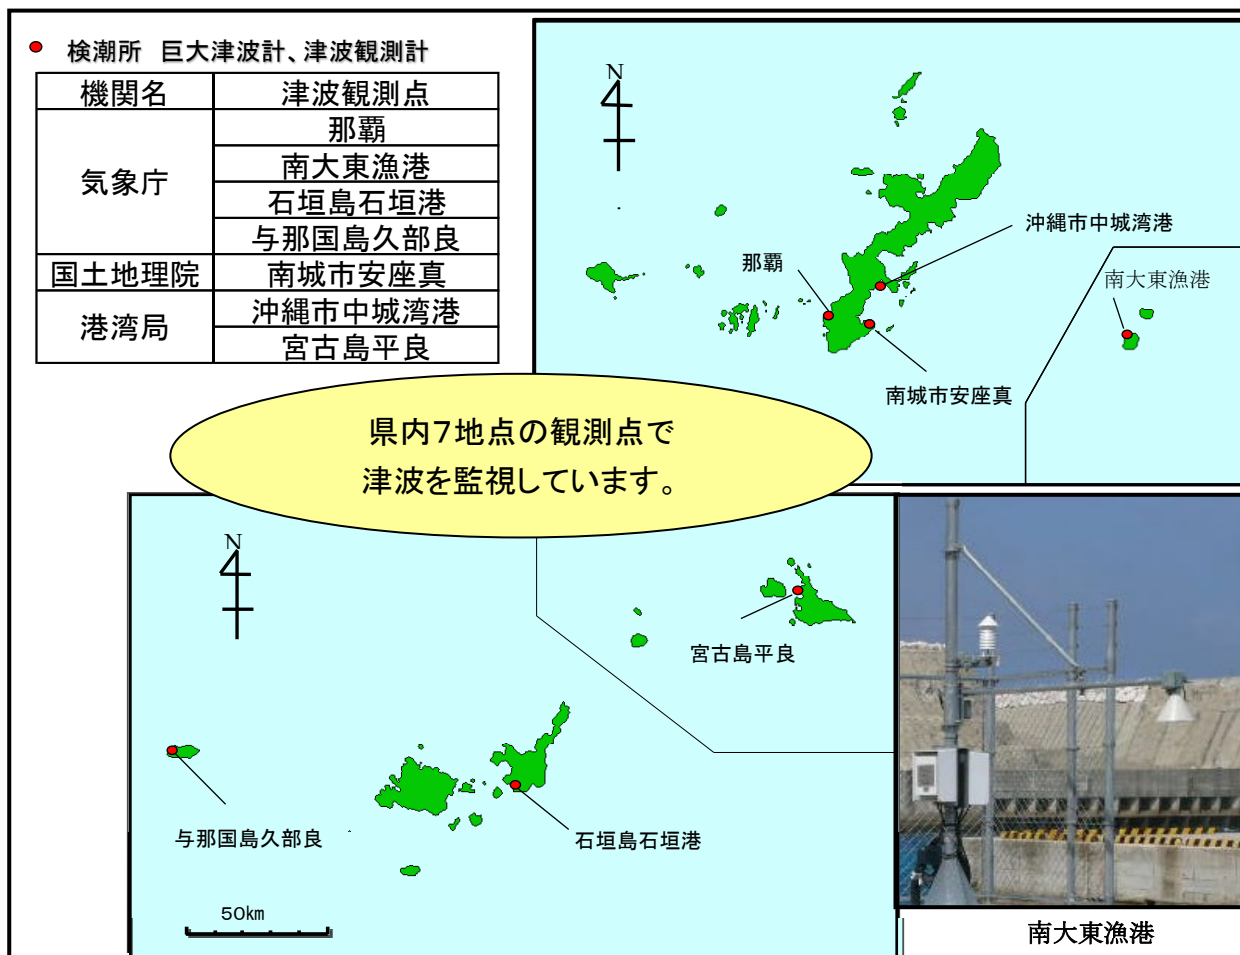 検潮所 巨大津波計、津波観測計
機関名 津波観測点
気象庁 那覇
南大東漁港
石垣島石垣港
与那国島久部良
国土地理院 南城市安座真
港湾局 沖縄市中城湾港
宮古島平良
N
沖縄市中城湾港
那覇
南大東漁港
南城市安座真
県内7地点の観測点で
津波を監視しています。
N
宮古島平良
与那国島久部良
石垣島石垣港
50km
南大東漁港